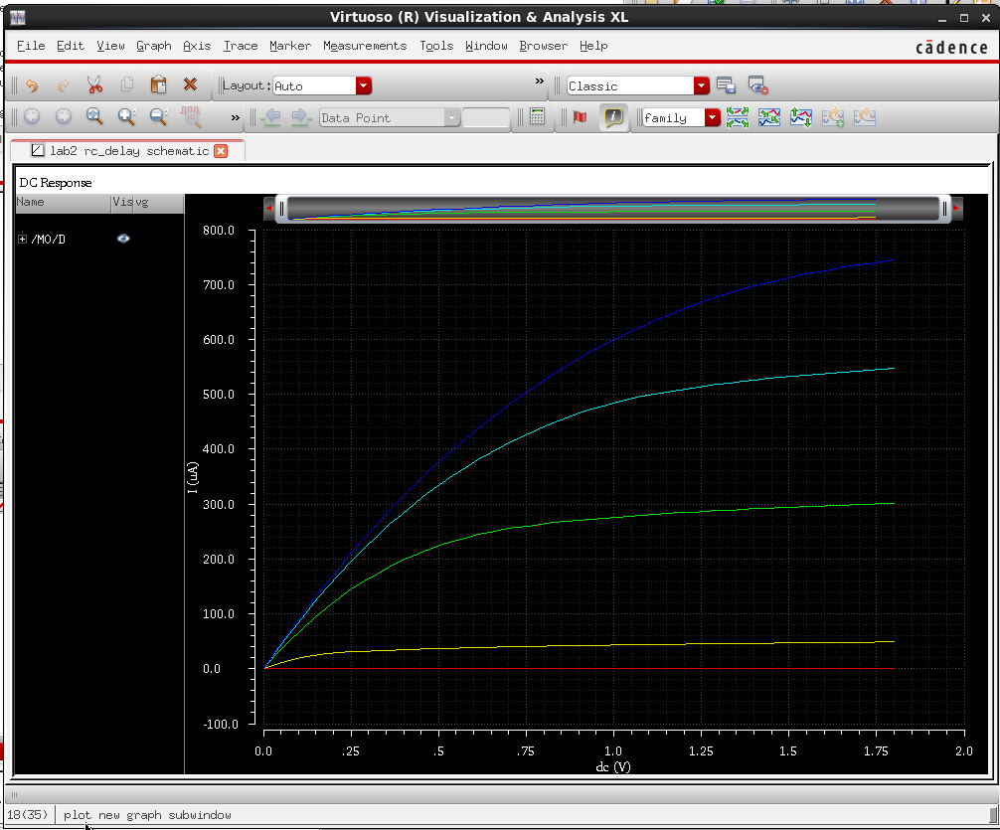 Virtuoso (R) Visualization & Analysis XL
File Edit View Graph Axis Trace Marker Measurements Tools Window Browser Help
cādence
Layout: Auto
»
Classic
»
Data Point
family
lab2 rc_delay schematic
DC Response
Name Vis vg
/M0/D
800.0
700.0
600.0
500.0
400.0
300.0
200.0
100.0
0.0
-100.0
I (uA)
0.0 .25 .5 .75 1.0 1.25 1.5 1.75 2.0
dc (V)
18(35) plot new graph subwindow